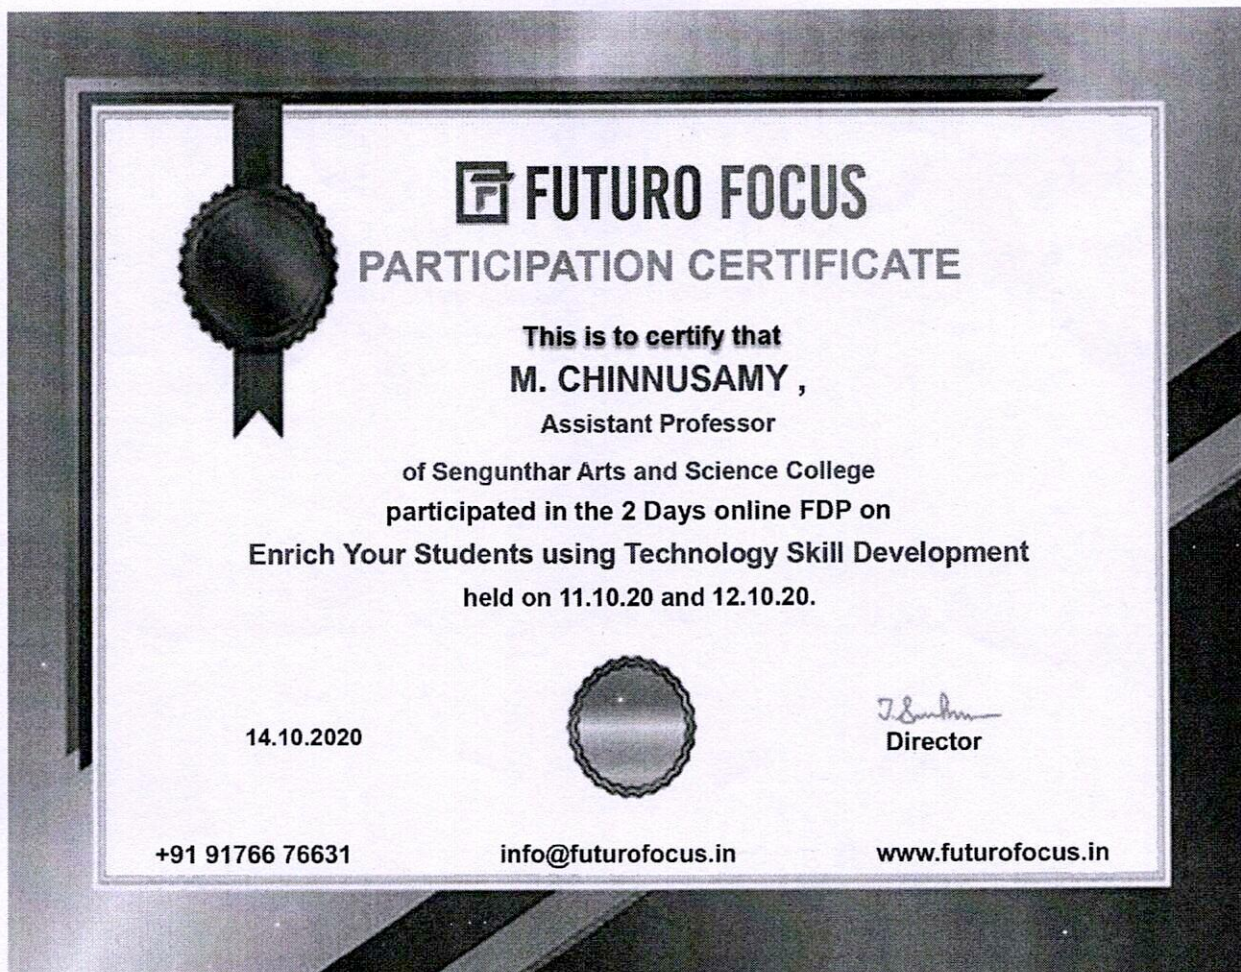 FUTURO FOCUS
PARTICIPATION CERTIFICATE
This is to certify that
M. CHINNUSAMY ,
Assistant Professor
of Sengunthar Arts and Science College
participated in the 2 Days online FDP on
Enrich Your Students using Technology Skill Development
held on 11.10.20 and 12.10.20.
14.10.2020
Director
+91 91766 76631
info@futurofocus.in
www.futurofocus.in